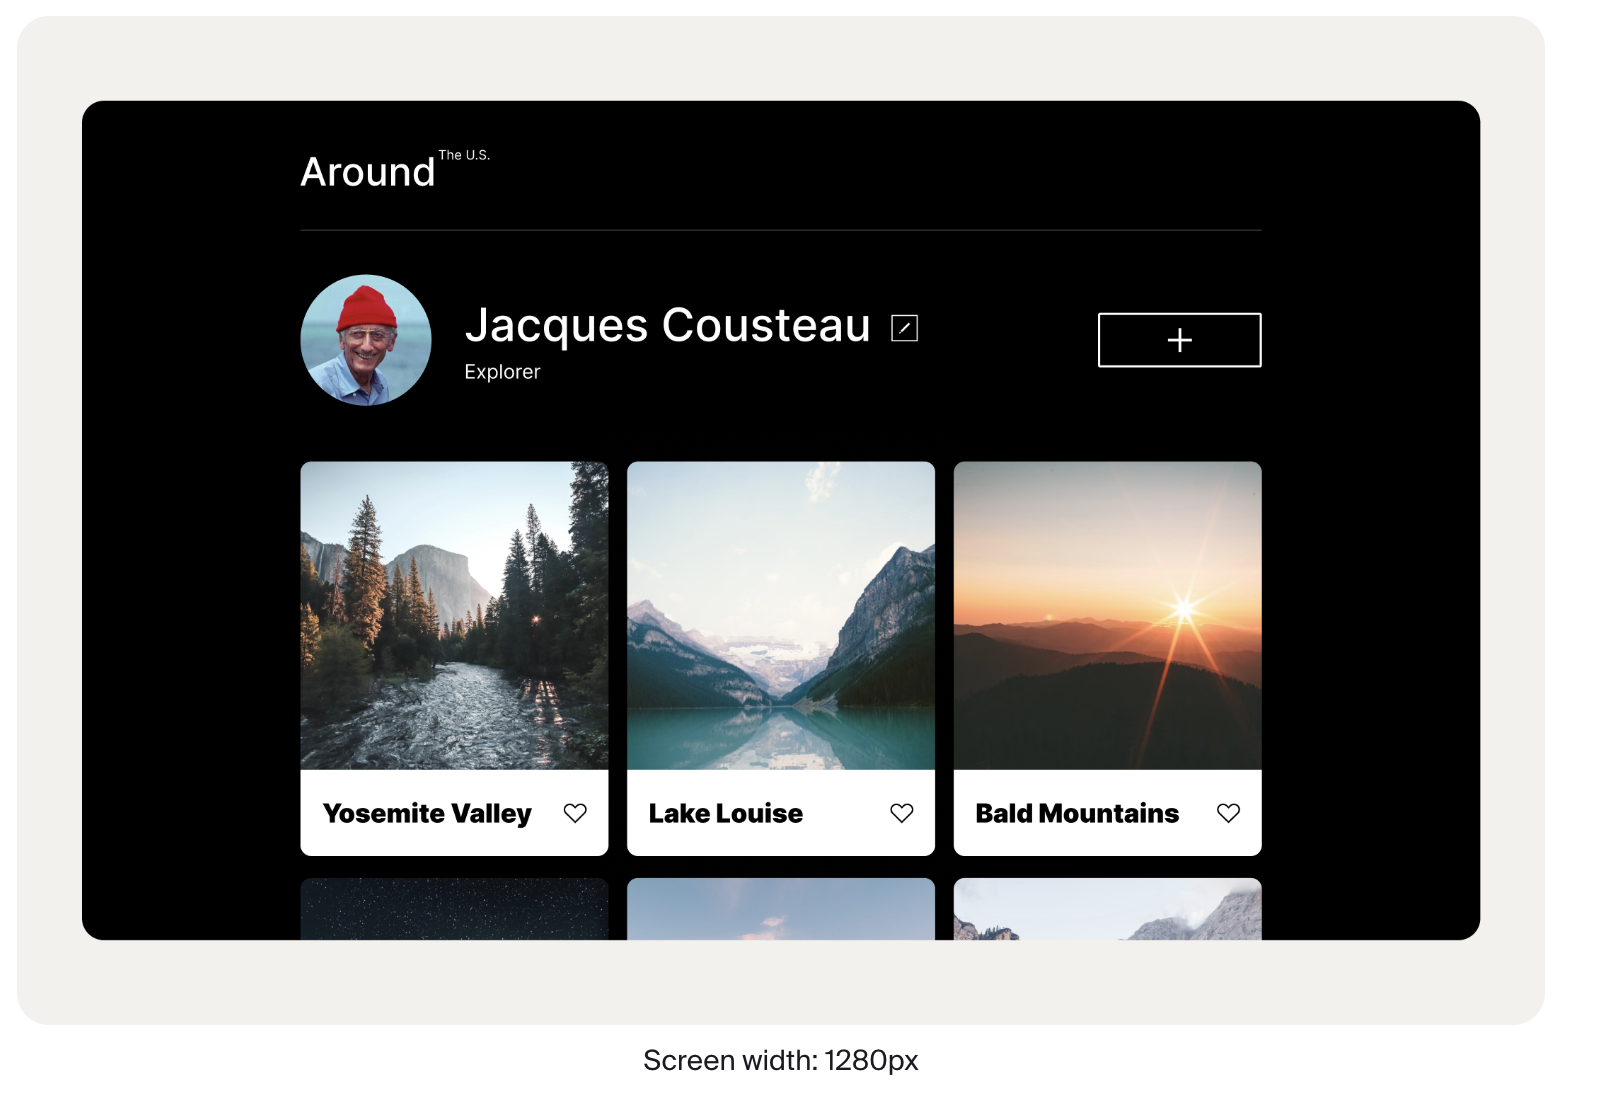 Around The U.S.
Jacques Cousteau
Explorer
Yosemite Valley
Lake Louise
Bald Mountains
Screen width: 1280px